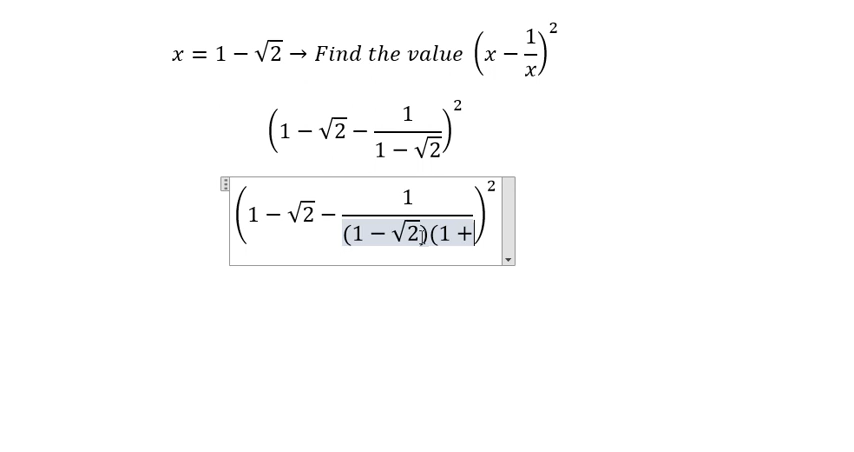 x = 1 − √2 → Find the value (x − 1/x)²
(1 − √2 − 1/(1 − √2))²
(1 − √2 − 1/((1 − √2)(1 +))²